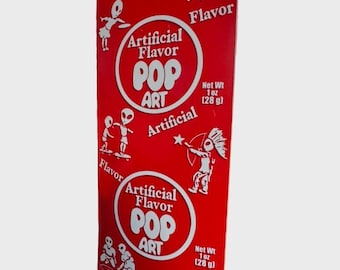 Flavor
Artificial
Flavor
POP
ART
Net Wt
1 oz
(28 g)
Artificial
Flavor
Artificial
Flavor
POP
ART
Net Wt
1 oz
(28 g)